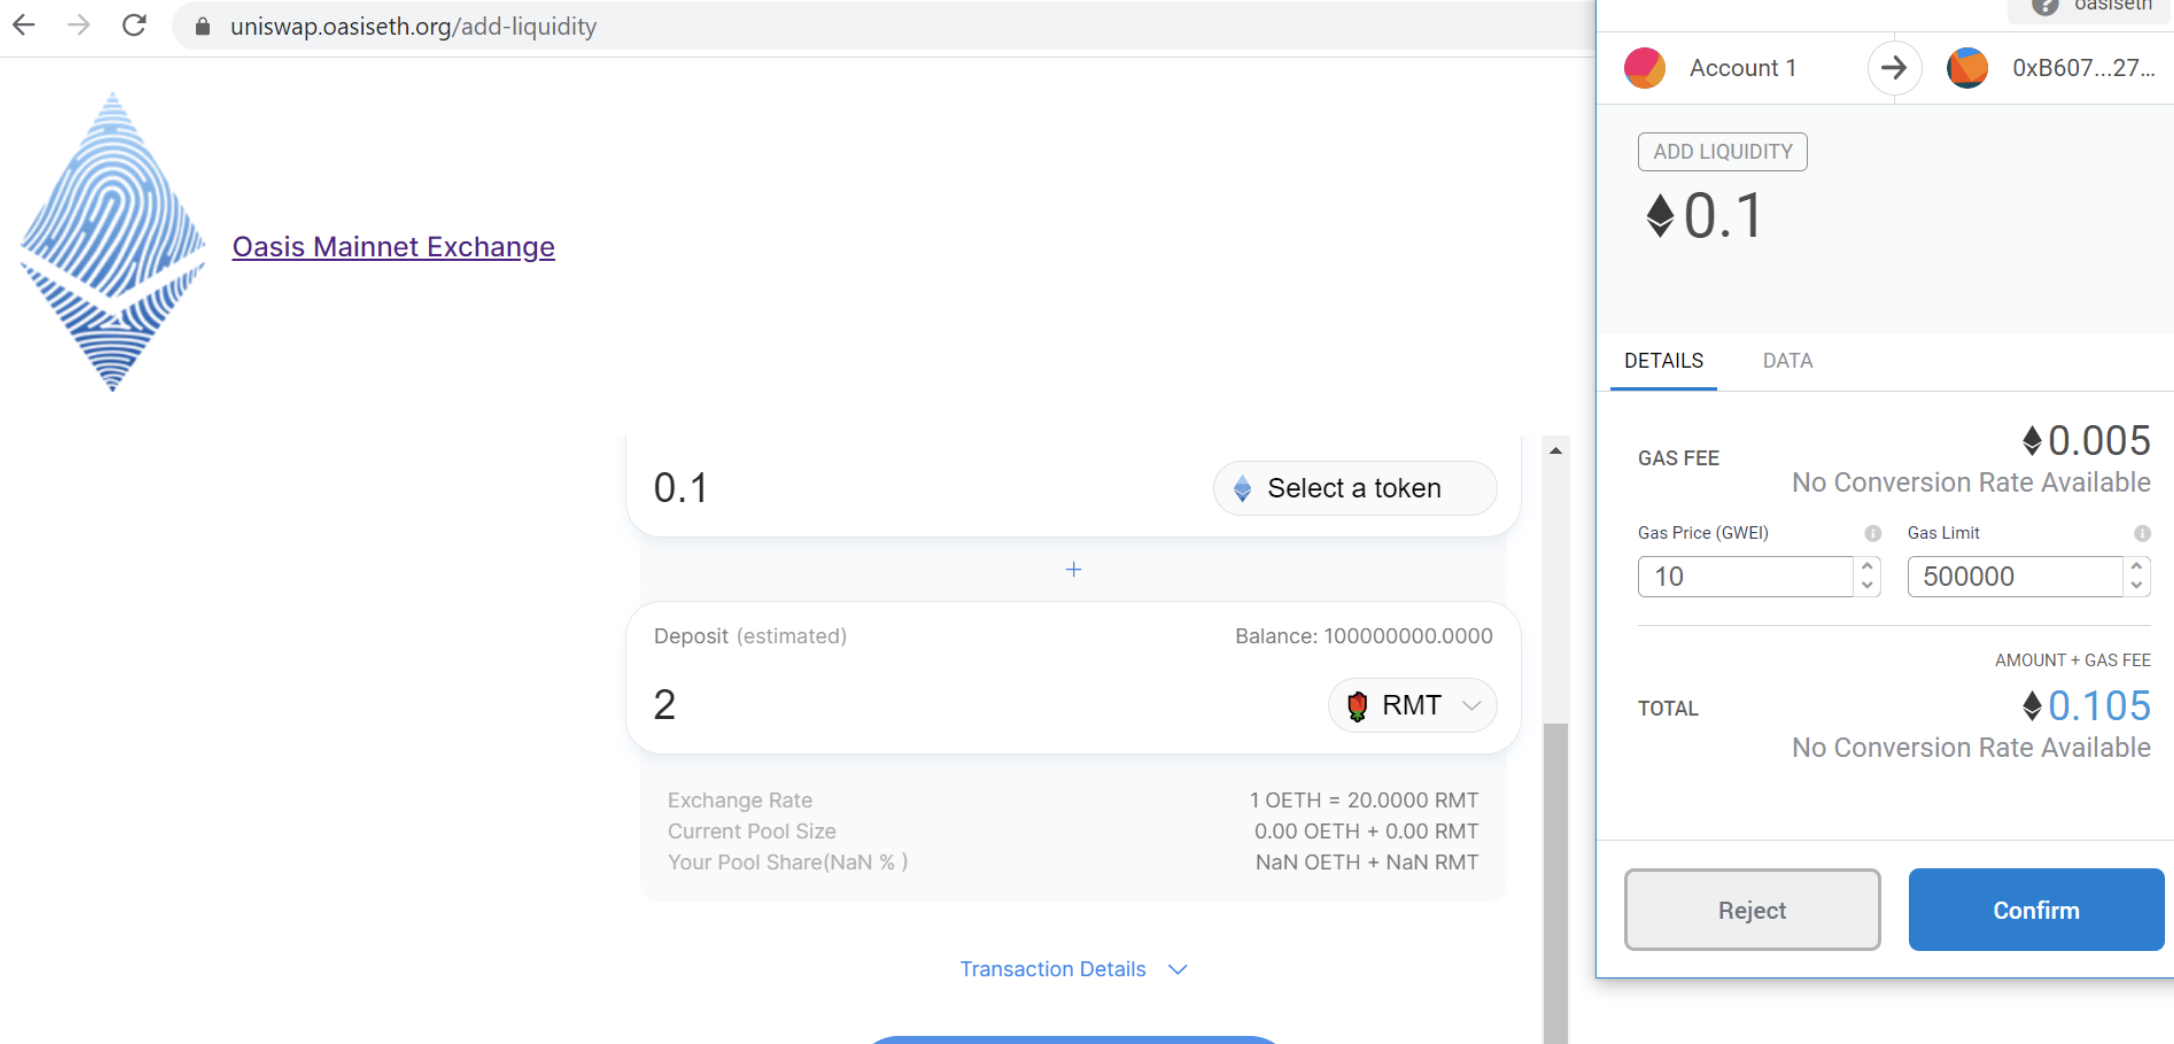 uniswap.oasiseth.org/add-liquidity
Oasis Mainnet Exchange
0.1
Select a token
+
Deposit (estimated)
Balance: 100000000.0000
2
RMT
Exchange Rate
1 OETH = 20.0000 RMT
Current Pool Size
0.00 OETH + 0.00 RMT
Your Pool Share(NaN % )
NaN OETH + NaN RMT
Transaction Details
? oasiseth
Account 1
0xB607...27...
ADD LIQUIDITY
0.1
DETAILS
DATA
GAS FEE
0.005
No Conversion Rate Available
Gas Price (GWEI)
Gas Limit
10
500000
AMOUNT + GAS FEE
TOTAL
0.105
No Conversion Rate Available
Reject
Confirm